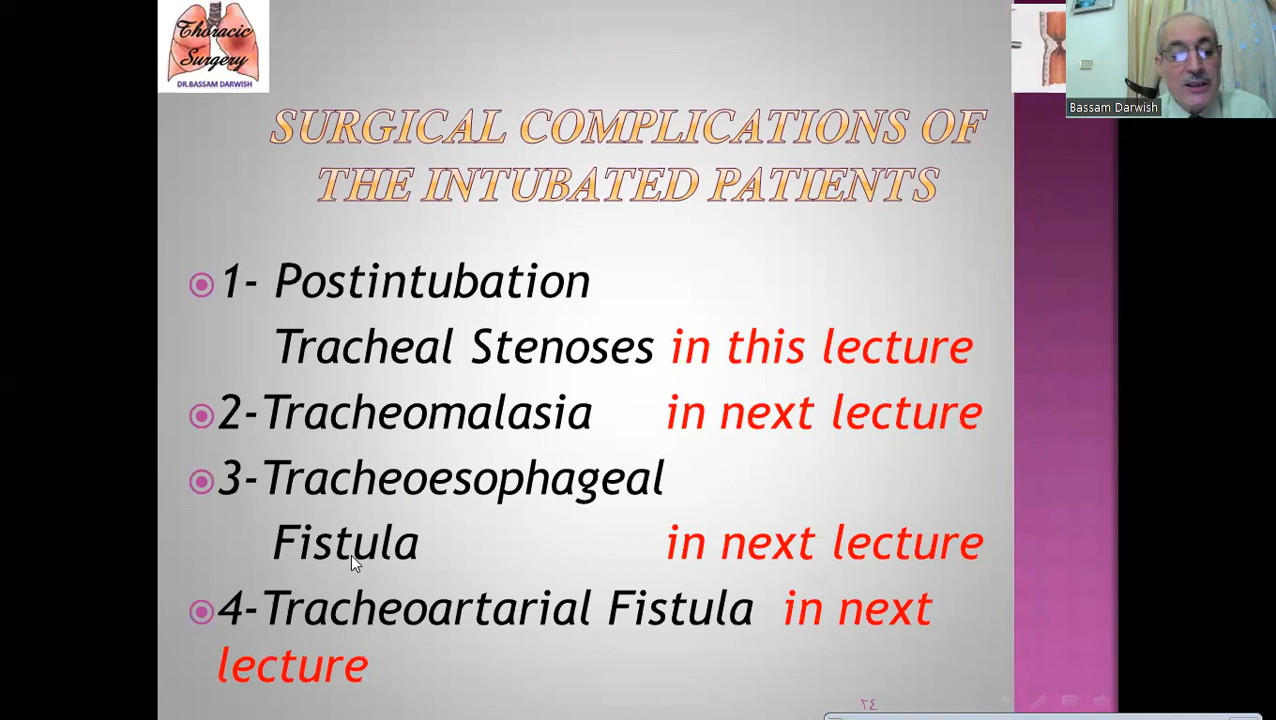 Thoracic
Surgery
DR.BASSAM DARWISH
Bassam Darwish
SURGICAL COMPLICATIONS OF
THE INTUBATED PATIENTS
1- Postintubation
Tracheal Stenoses in this lecture
2-Tracheomalasia in next lecture
3-Tracheoesophageal
Fistula in next lecture
4-Tracheoartarial Fistula in next
lecture
٢٤